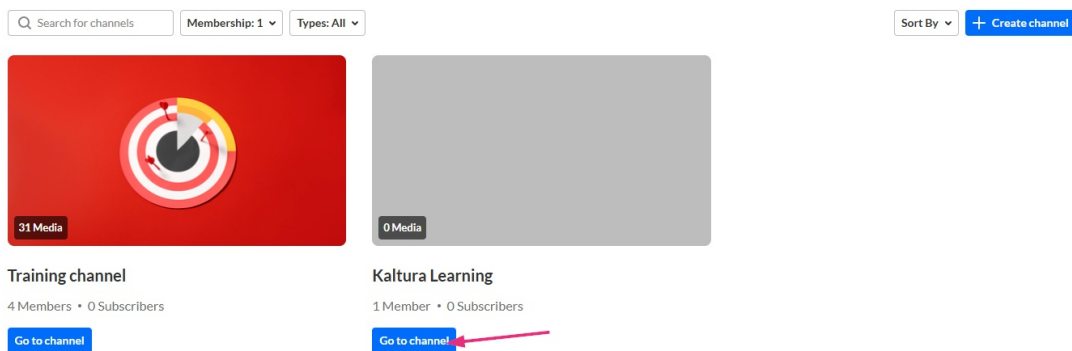 Search for channels Membership: 1 Types: All Sort By + Create channel
31 Media 0 Media
Training channel Kaltura Learning
4 Members • 0 Subscribers 1 Member • 0 Subscribers
Go to channel Go to channel